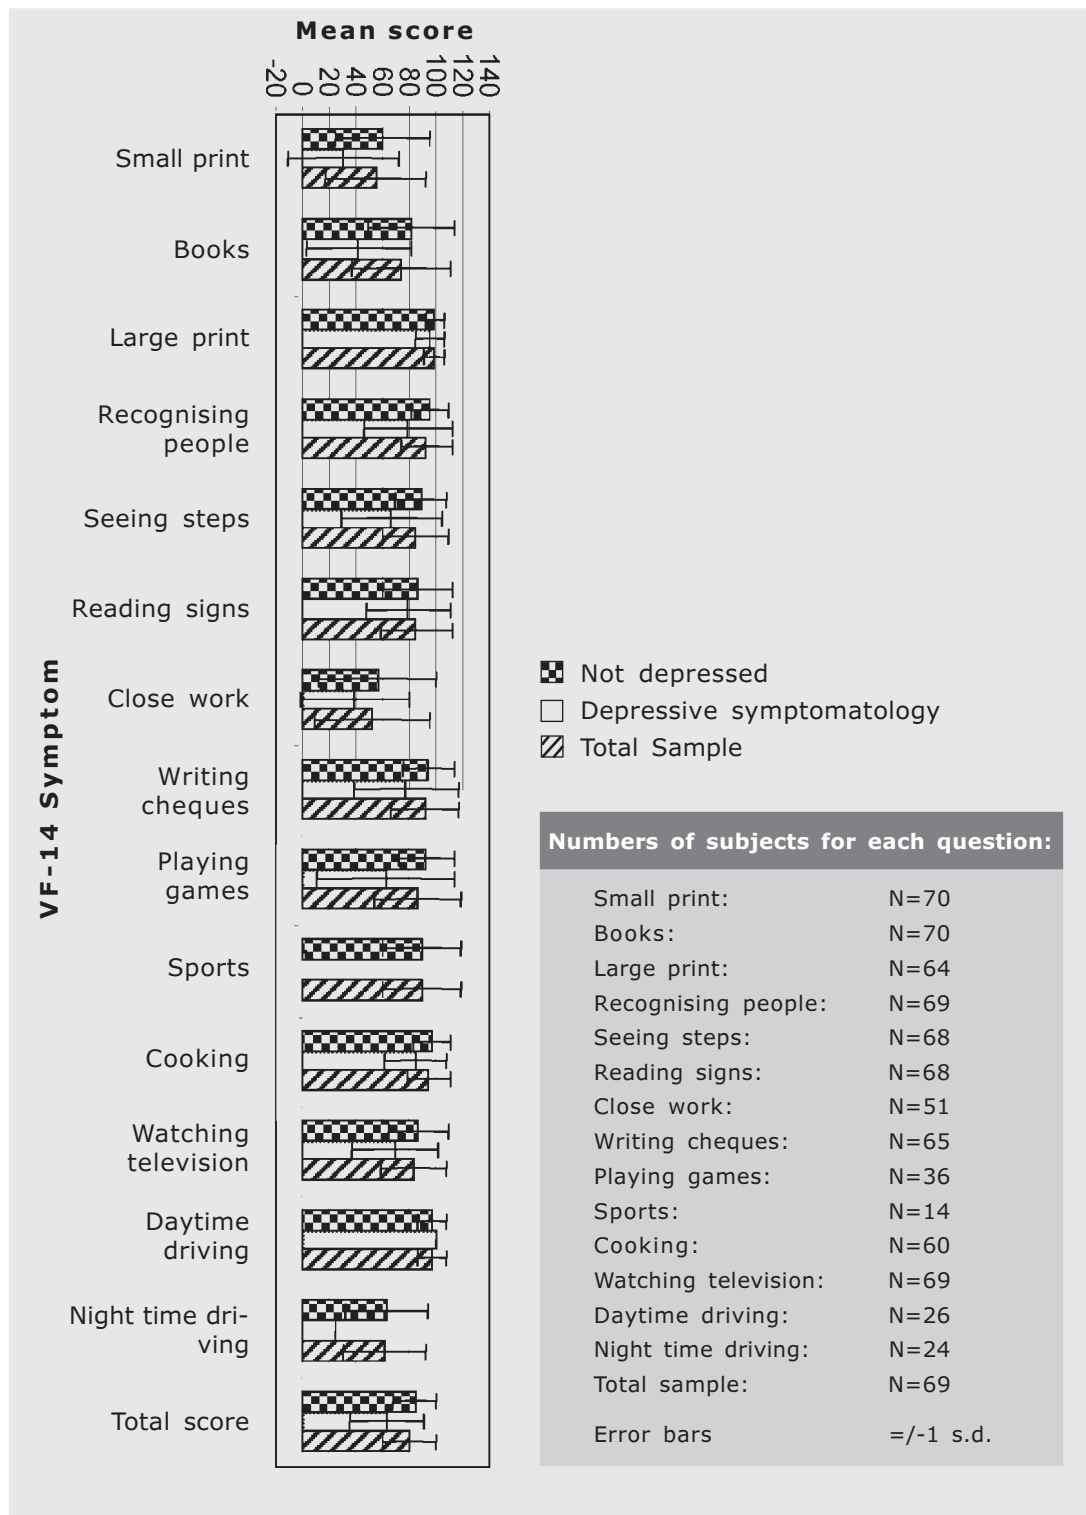 Mean score
-20
0
20
40
60
80
100
120
140
VF-14 Symptom
Small print
Books
Large print
Recognising
people
Seeing steps
Reading signs
Close work
Writing
cheques
Playing
games
Sports
Cooking
Watching
television
Daytime
driving
Night time dri-
ving
Total score
Not depressed
Depressive symptomatology
Total Sample
Numbers of subjects for each question:
Small print: N=70
Books: N=70
Large print: N=64
Recognising people: N=69
Seeing steps: N=68
Reading signs: N=68
Close work: N=51
Writing cheques: N=65
Playing games: N=36
Sports: N=14
Cooking: N=60
Watching television: N=69
Daytime driving: N=26
Night time driving: N=24
Total sample: N=69
Error bars =/-1 s.d.